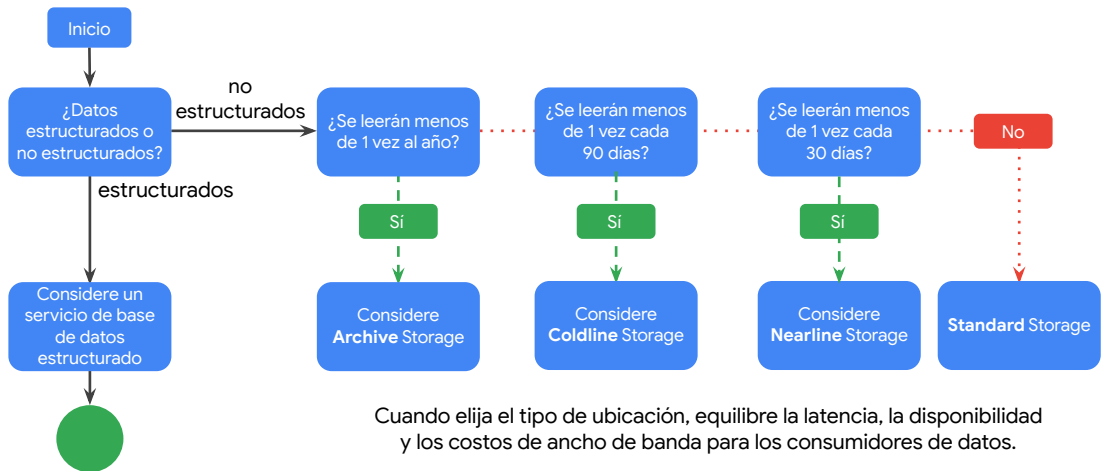 Inicio
¿Datos
estructurados o
no estructurados?
no
estructurados
¿Se leerán menos
de 1 vez al año?
¿Se leerán menos
de 1 vez cada
90 días?
¿Se leerán menos
de 1 vez cada
30 días?
No
estructurados
Sí
Sí
Sí
Considere un
servicio de base
de datos
estructurado
Considere
Archive Storage
Considere
Coldline Storage
Considere
Nearline Storage
Standard Storage
Cuando elija el tipo de ubicación, equilibre la latencia, la disponibilidad
y los costos de ancho de banda para los consumidores de datos.